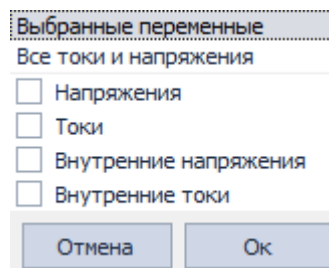 Выбранные переменные
Все токи и напряжения
Напряжения
Токи
Внутренние напряжения
Внутренние токи
Отмена Ок